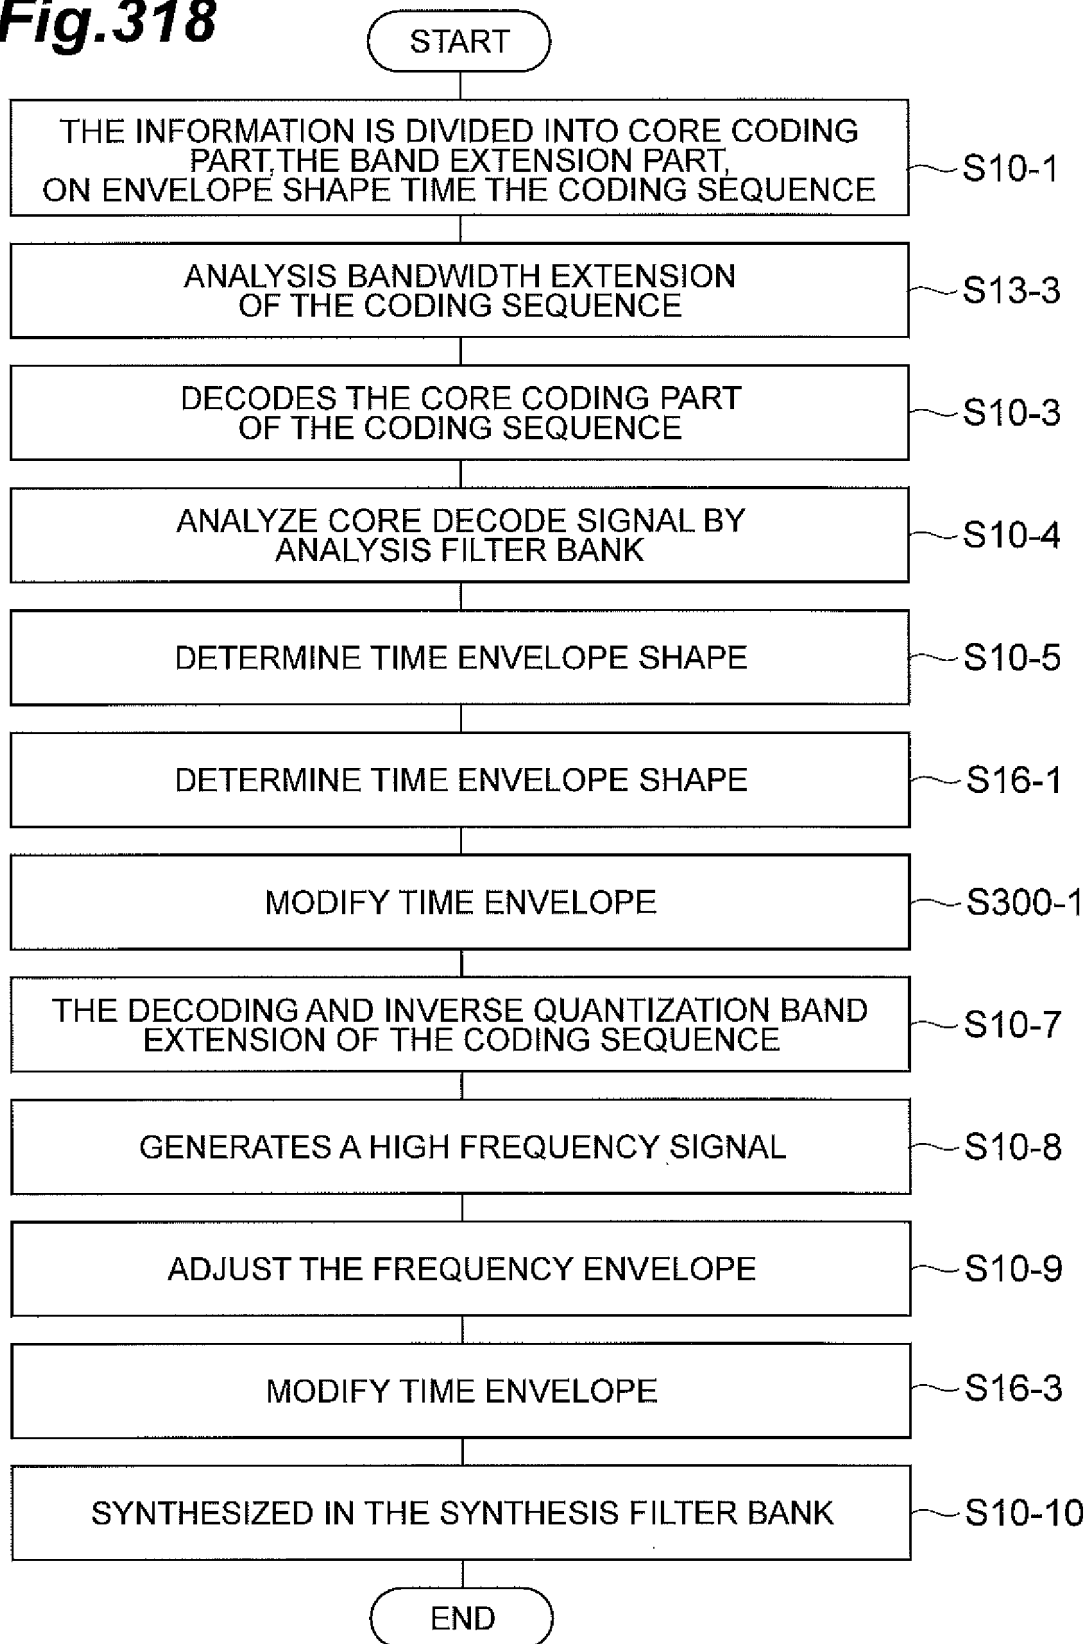 Fig.318
START
THE INFORMATION IS DIVIDED INTO CORE CODING
PART,THE BAND EXTENSION PART,
ON ENVELOPE SHAPE TIME THE CODING SEQUENCE
S10-1
ANALYSIS BANDWIDTH EXTENSION
OF THE CODING SEQUENCE
S13-3
DECODES THE CORE CODING PART
OF THE CODING SEQUENCE
S10-3
ANALYZE CORE DECODE SIGNAL BY
ANALYSIS FILTER BANK
S10-4
DETERMINE TIME ENVELOPE SHAPE
S10-5
DETERMINE TIME ENVELOPE SHAPE
S16-1
MODIFY TIME ENVELOPE
S300-1
THE DECODING AND INVERSE QUANTIZATION BAND
EXTENSION OF THE CODING SEQUENCE
S10-7
GENERATES A HIGH FREQUENCY SIGNAL
S10-8
ADJUST THE FREQUENCY ENVELOPE
S10-9
MODIFY TIME ENVELOPE
S16-3
SYNTHESIZED IN THE SYNTHESIS FILTER BANK
S10-10
END